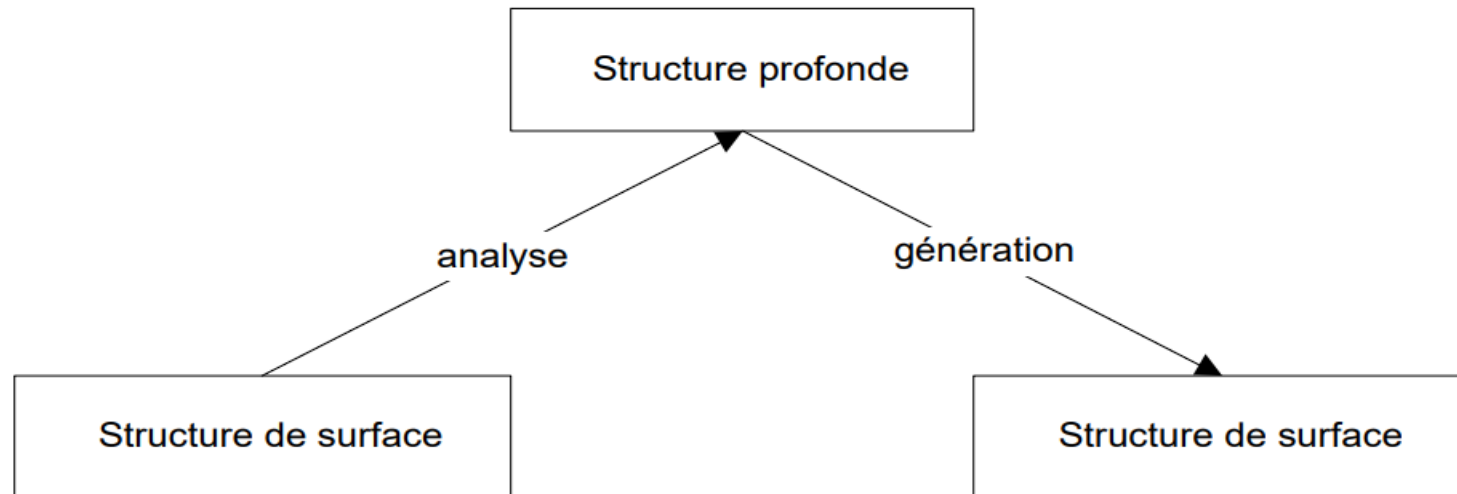 Structure profonde
analyse
génération
Structure de surface
Structure de surface